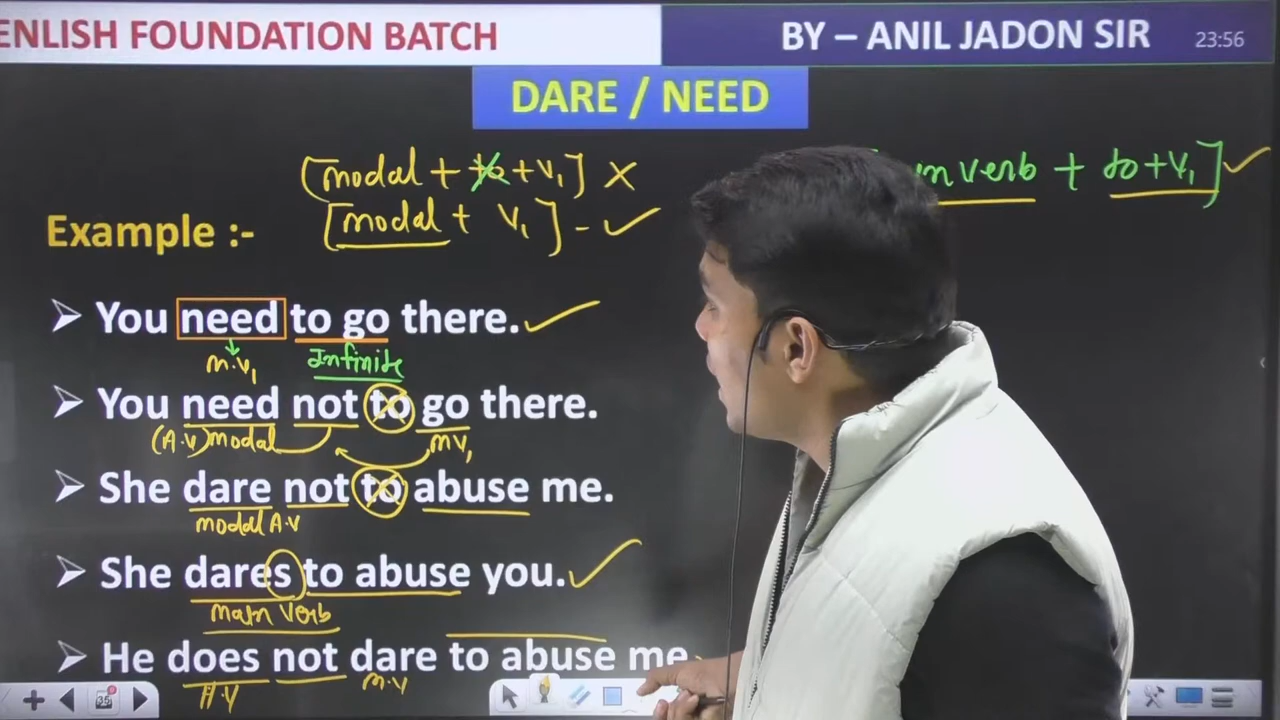 ENLISH FOUNDATION BATCH
BY – ANIL JADON SIR 23:56
DARE / NEED
[modal + to + v₁] ×
[modal + v₁] - ✓
verb + to + v₁] ✓
Example :-
➢ You need to go there. ✓
m.v₁ Infinite
➢ You need not to go there.
(A.v) modal mv₁
➢ She dare not to abuse me.
modal A.v
➢ She dares to abuse you. ✓
main verb
➢ He does not dare to abuse me
A.V m.v
35